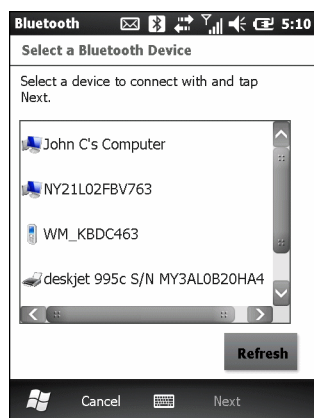 Bluetooth 5:10
Select a Bluetooth Device
Select a device to connect with and tap
Next.
John C's Computer
NY21L02FBV763
WM_KBDC463
deskjet 995c S/N MY3AL0B20HA4
Refresh
Cancel Next